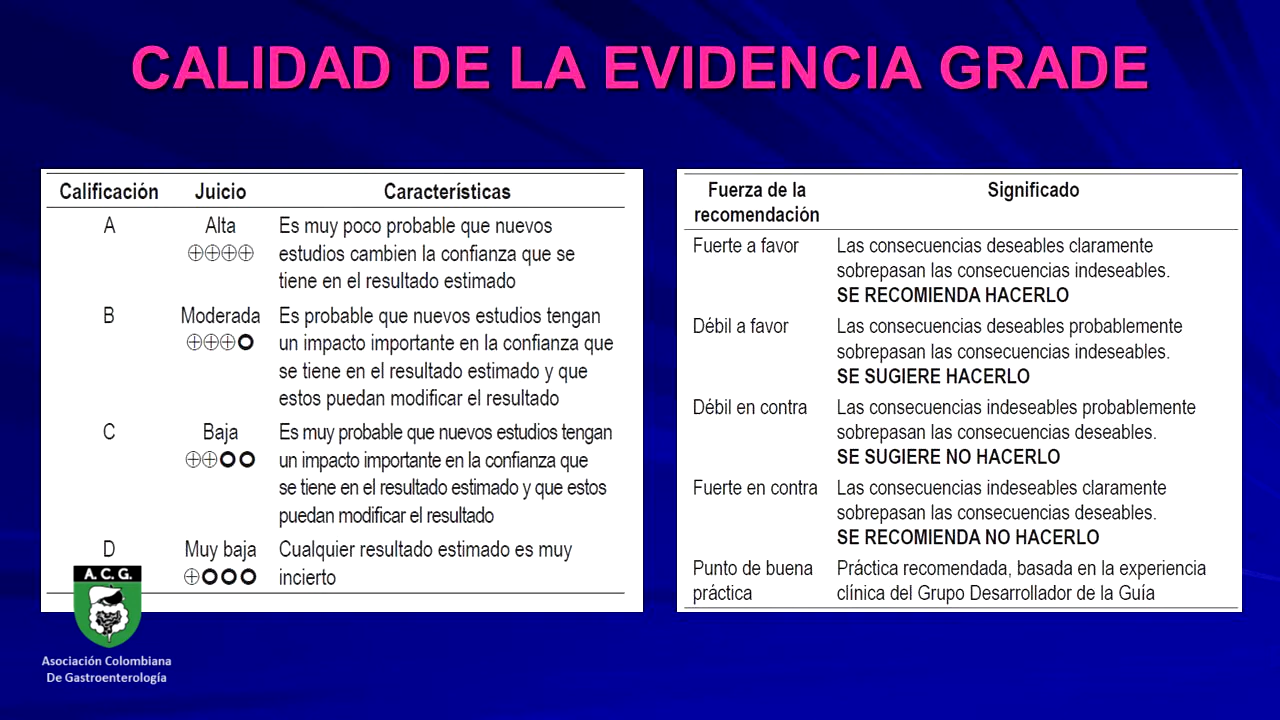 CALIDAD DE LA EVIDENCIA GRADE
Calificación Juicio Características
A Alta Es muy poco probable que nuevos
⊕⊕⊕⊕ estudios cambien la confianza que se
tiene en el resultado estimado
B Moderada Es probable que nuevos estudios tengan
⊕⊕⊕O un impacto importante en la confianza que
se tiene en el resultado estimado y que
estos puedan modificar el resultado
C Baja Es muy probable que nuevos estudios tengan
⊕⊕OO un impacto importante en la confianza que
se tiene en el resultado estimado y que estos
puedan modificar el resultado
D Muy baja Cualquier resultado estimado es muy
⊕OOO incierto
Fuerza de la Significado
recomendación
Fuerte a favor Las consecuencias deseables claramente
sobrepasan las consecuencias indeseables.
SE RECOMIENDA HACERLO
Débil a favor Las consecuencias deseables probablemente
sobrepasan las consecuencias indeseables.
SE SUGIERE HACERLO
Débil en contra Las consecuencias indeseables probablemente
sobrepasan las consecuencias deseables.
SE SUGIERE NO HACERLO
Fuerte en contra Las consecuencias indeseables claramente
sobrepasan las consecuencias deseables.
SE RECOMIENDA NO HACERLO
Punto de buena Práctica recomendada, basada en la experiencia
práctica clínica del Grupo Desarrollador de la Guía
A.C.G.
Asociación Colombiana
De Gastroenterología